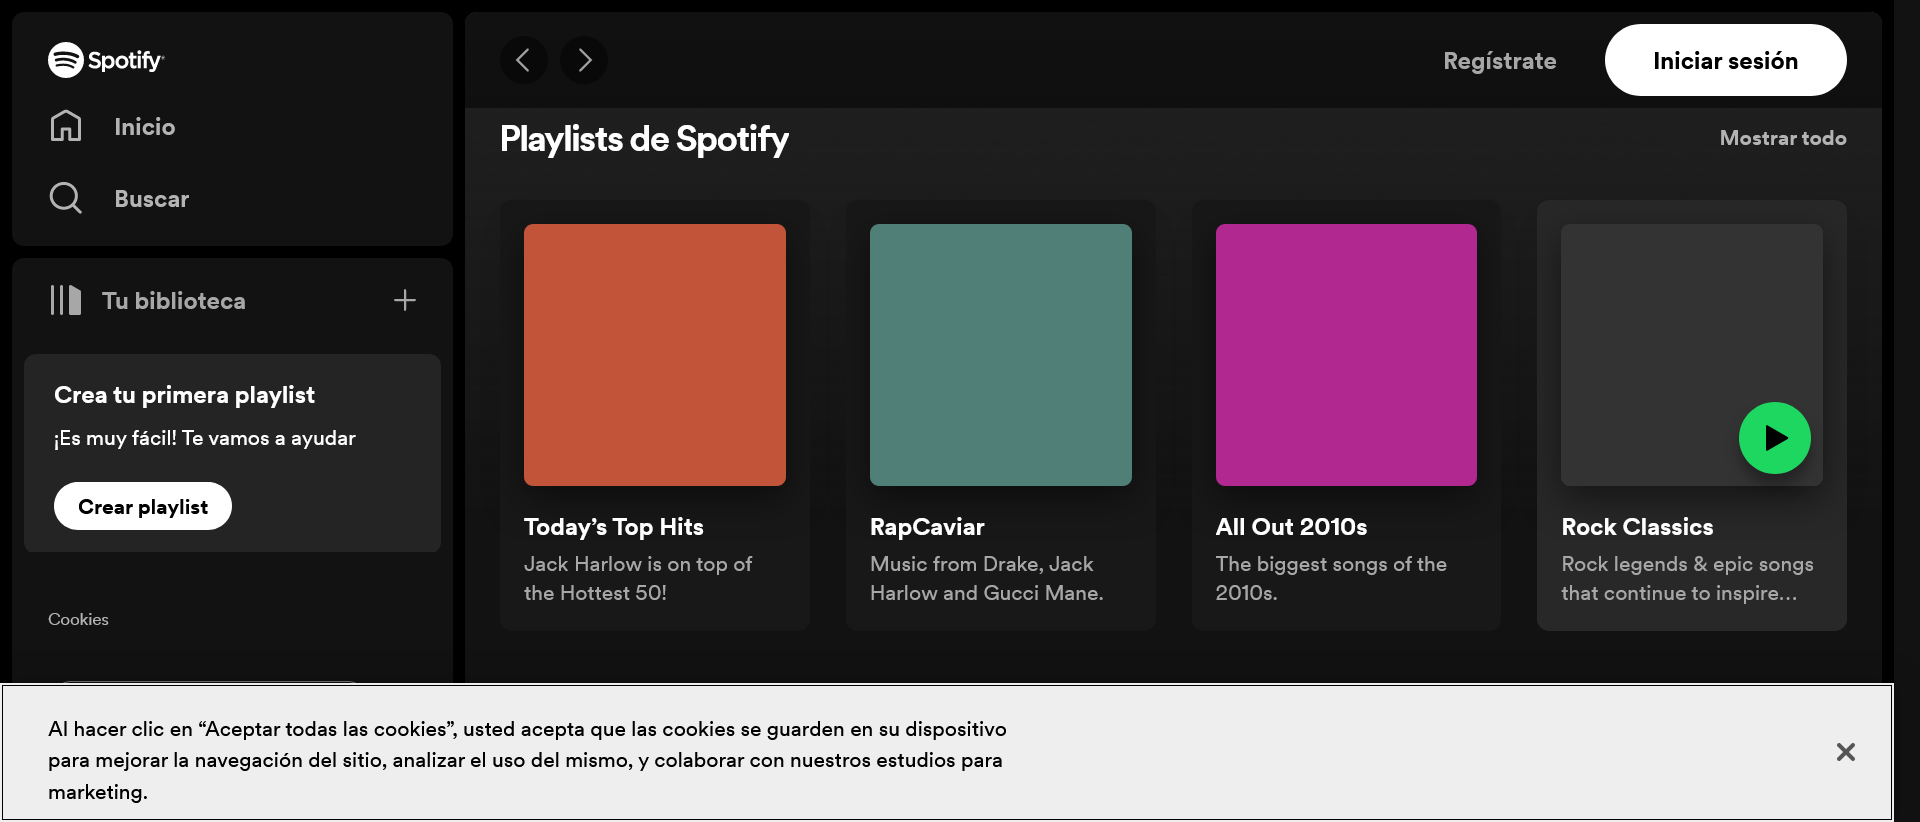 Spotify
Inicio
Buscar
Tu biblioteca
Crea tu primera playlist
¡Es muy fácil! Te vamos a ayudar
Crear playlist
Cookies
Regístrate
Iniciar sesión
Playlists de Spotify
Mostrar todo
Today’s Top Hits
Jack Harlow is on top of
the Hottest 50!
RapCaviar
Music from Drake, Jack
Harlow and Gucci Mane.
All Out 2010s
The biggest songs of the
2010s.
Rock Classics
Rock legends & epic songs
that continue to inspire…
Al hacer clic en “Aceptar todas las cookies”, usted acepta que las cookies se guarden en su dispositivo
para mejorar la navegación del sitio, analizar el uso del mismo, y colaborar con nuestros estudios para
marketing.